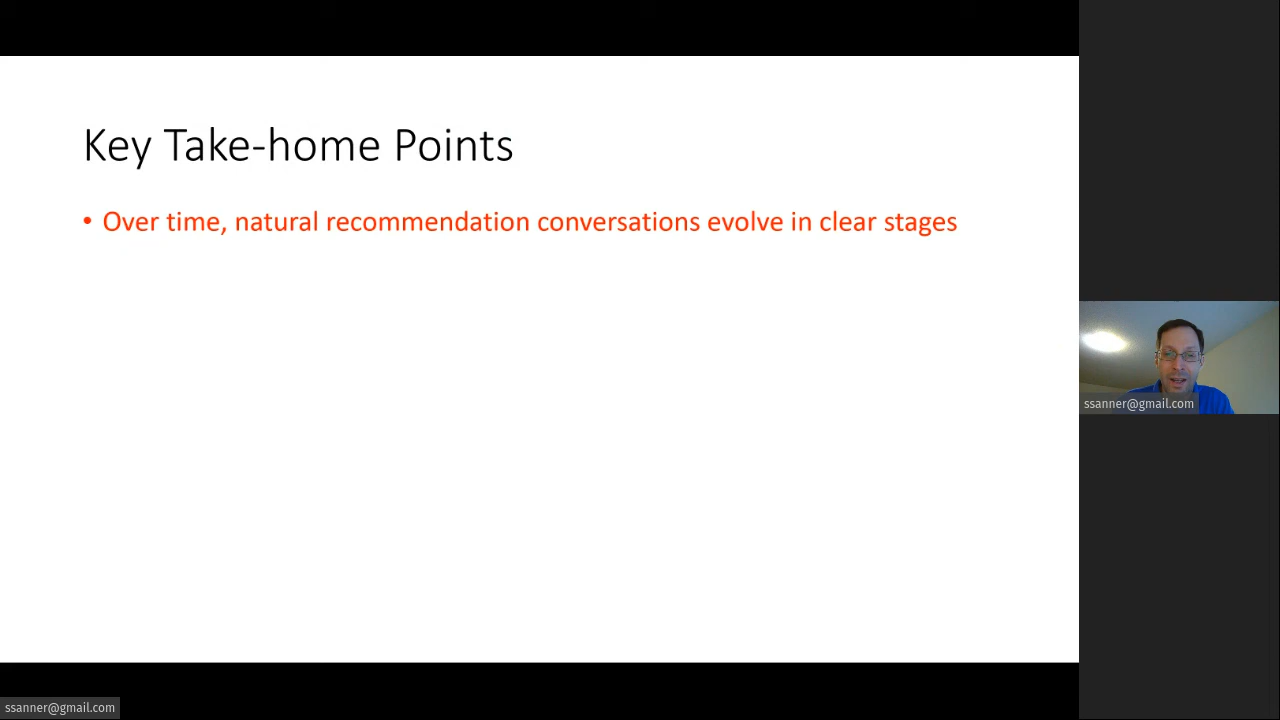 Key Take-home Points
• Over time, natural recommendation conversations evolve in clear stages
ssanner@gmail.com
ssanner@gmail.com